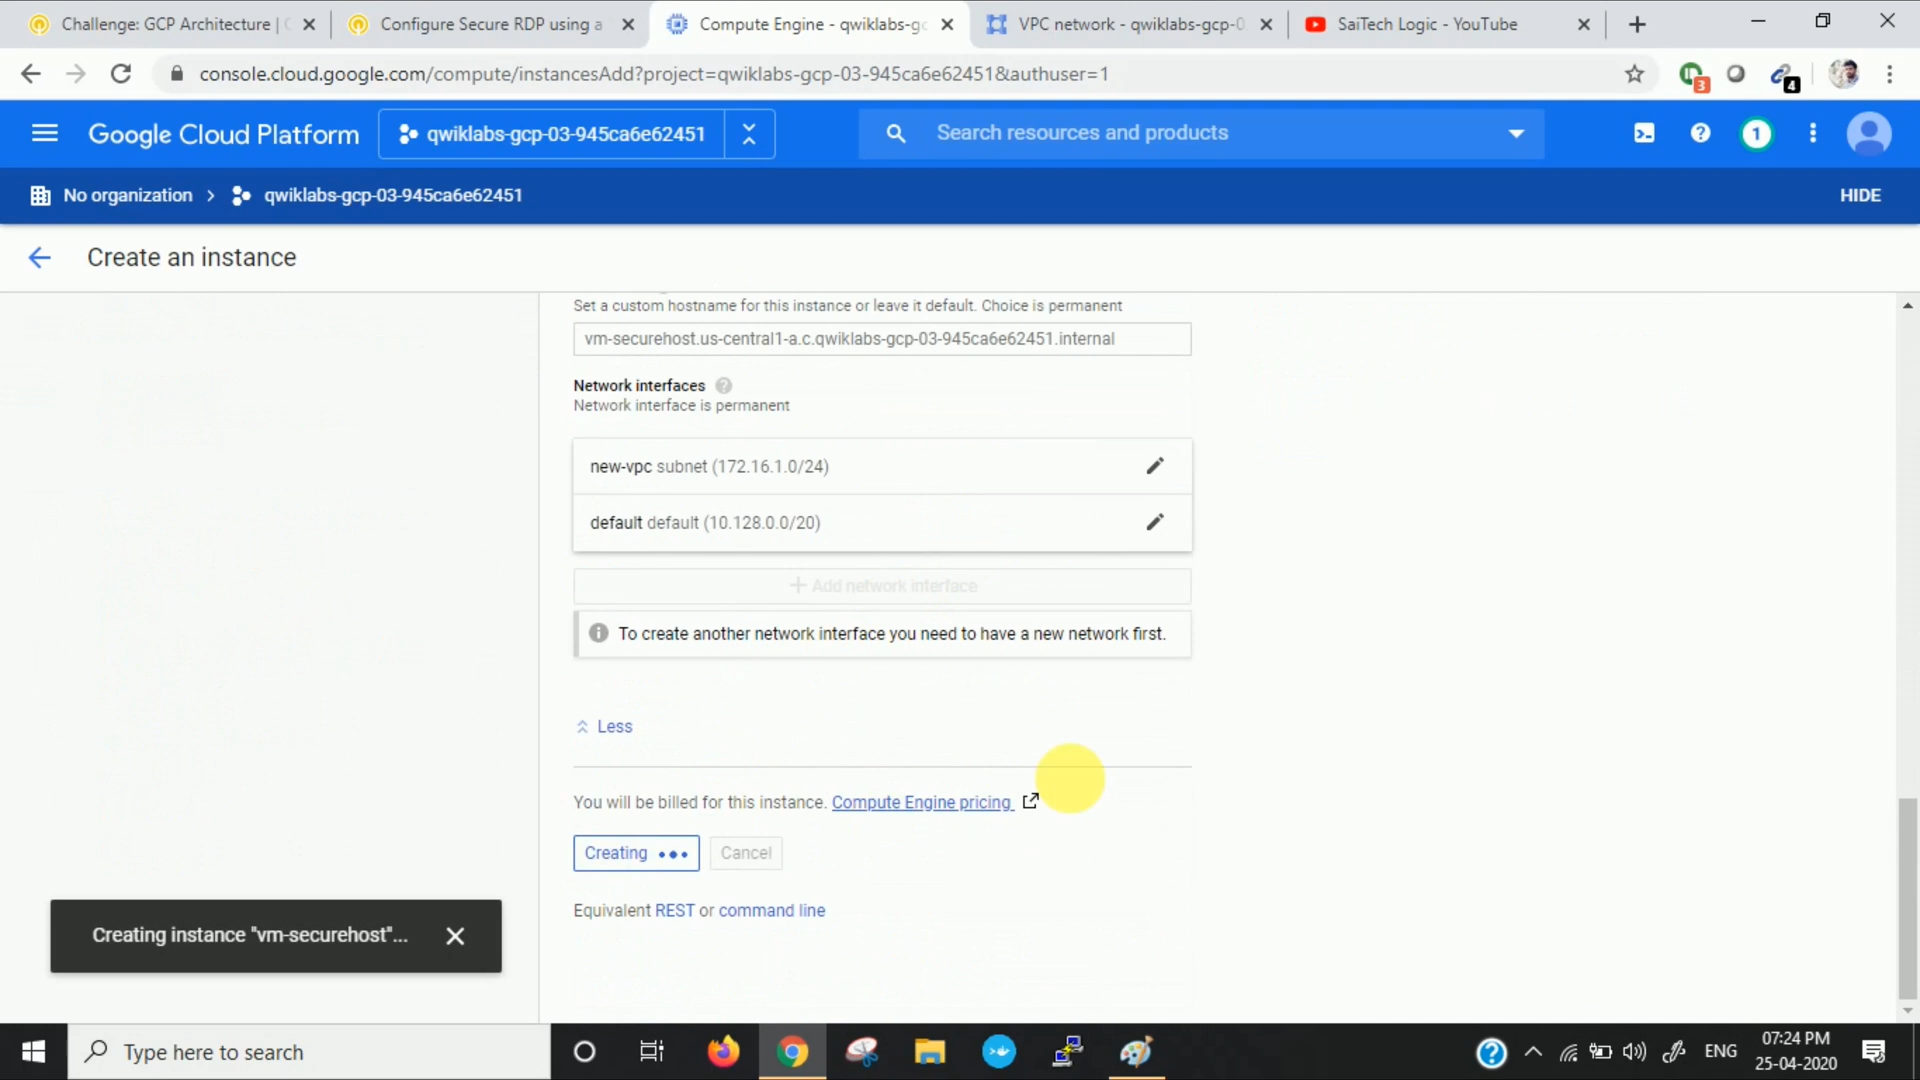 Challenge: GCP Architecture |
Configure Secure RDP using a
Compute Engine - qwiklabs-gc
VPC network - qwiklabs-gcp-0
SaiTech Logic - YouTube
console.cloud.google.com/compute/instancesAdd?project=qwiklabs-gcp-03-945ca6e62451&authuser=1
3
4
Google Cloud Platform
qwiklabs-gcp-03-945ca6e62451
Search resources and products
1
No organization
qwiklabs-gcp-03-945ca6e62451
HIDE
Create an instance
Set a custom hostname for this instance or leave it default. Choice is permanent
vm-securehost.us-central1-a.c.qwiklabs-gcp-03-945ca6e62451.internal
Network interfaces
Network interface is permanent
new-vpc subnet (172.16.1.0/24)
default default (10.128.0.0/20)
+ Add network interface
To create another network interface you need to have a new network first.
Less
You will be billed for this instance. Compute Engine pricing
Creating
Cancel
Equivalent REST or command line
Creating instance "vm-securehost"...
Type here to search
ENG
07:24 PM
25-04-2020